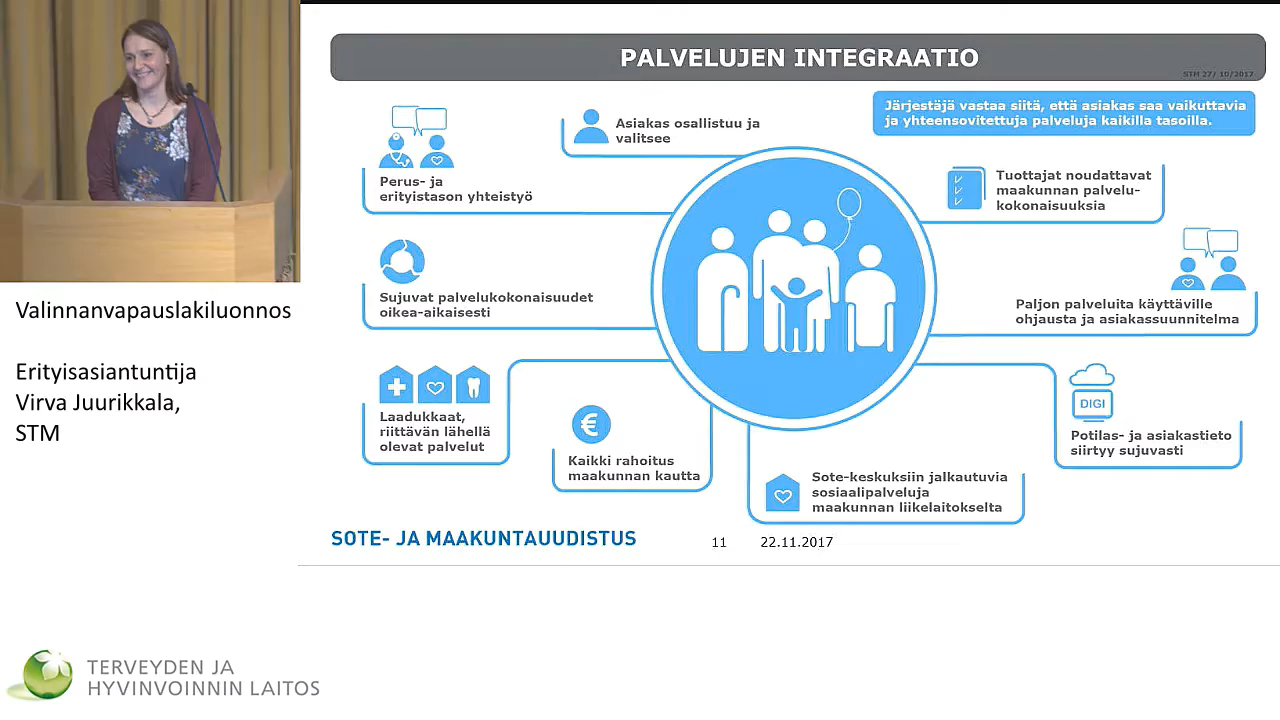 PALVELUJEN INTEGRAATIO
STM 27/ 10/2017
Järjestäjä vastaa siitä, että asiakas saa vaikuttavia
ja yhteensovitettuja palveluja kaikilla tasoilla.
Asiakas osallistuu ja
valitsee
Perus- ja
erityistason yhteistyö
Tuottajat noudattavat
maakunnan palvelu-
kokonaisuuksia
Sujuvat palvelukokonaisuudet
oikea-aikaisesti
Paljon palveluita käyttäville
ohjausta ja asiakassuunnitelma
Laadukkaat,
riittävän lähellä
olevat palvelut
€
Kaikki rahoitus
maakunnan kautta
Sote-keskuksiin jalkautuvia
sosiaalipalveluja
maakunnan liikelaitokselta
DIGI
Potilas- ja asiakastieto
siirtyy sujuvasti
SOTE- JA MAAKUNTAUUDISTUS
11
22.11.2017
Valinnanvapauslakiluonnos
Erityisasiantuntija
Virva Juurikkala,
STM
TERVEYDEN JA
HYVINVOINNIN LAITOS